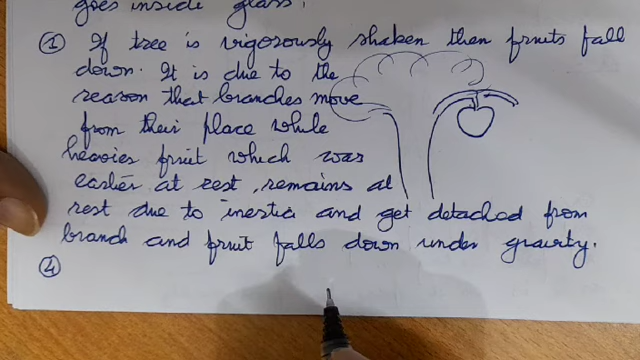 goes inside glass.
① If tree is vigorously shaken then fruits fall
down. It is due to the
reason that branches move
from their place while
heavier fruit which was
easlier at rest, remains at
rest due to inertia and get detached from
branch and fruit falls down under gravity.
④